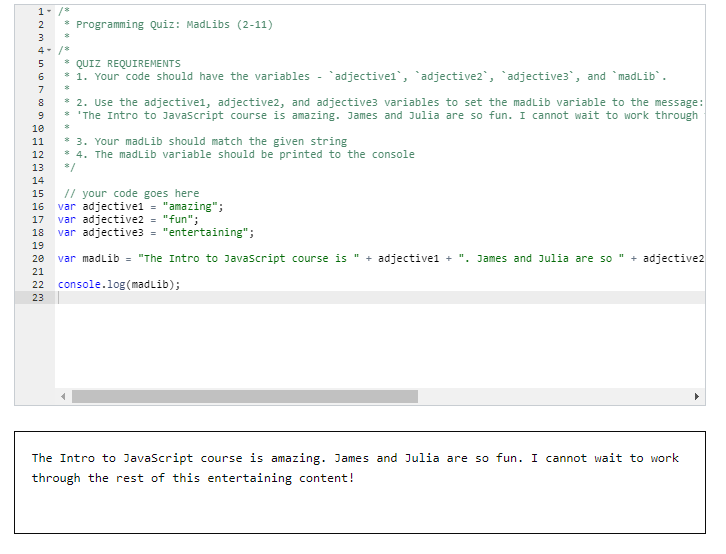 1 /*
2  * Programming Quiz: MadLibs (2-11)
3  *
4 /*
5  * QUIZ REQUIREMENTS
6  * 1. Your code should have the variables - `adjective1`, `adjective2`, `adjective3`, and `madLib`.
7  *
8  * 2. Use the adjective1, adjective2, and adjective3 variables to set the madLib variable to the message:
9  * 'The Intro to JavaScript course is amazing. James and Julia are so fun. I cannot wait to work through
10  *
11  * 3. Your madLib should match the given string
12  * 4. The madLib variable should be printed to the console
13  */
14
15  // your code goes here
16 var adjective1 = "amazing";
17 var adjective2 = "fun";
18 var adjective3 = "entertaining";
19
20 var madLib = "The Intro to JavaScript course is " + adjective1 + ". James and Julia are so " + adjective2
21
22 console.log(madLib);
23
The Intro to JavaScript course is amazing. James and Julia are so fun. I cannot wait to work
through the rest of this entertaining content!